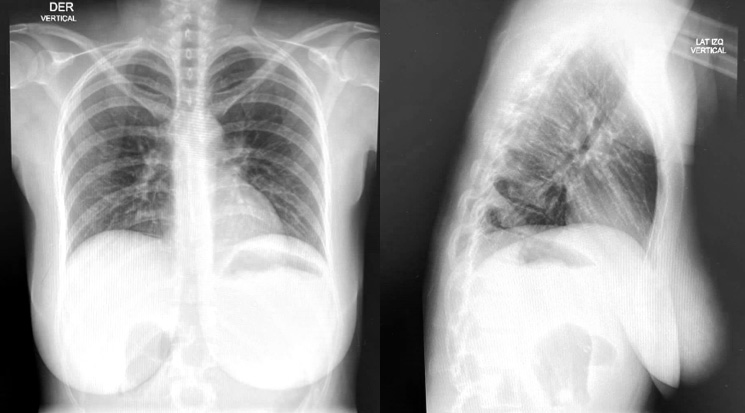 DER
VERTICAL
LAT IZQ
VERTICAL